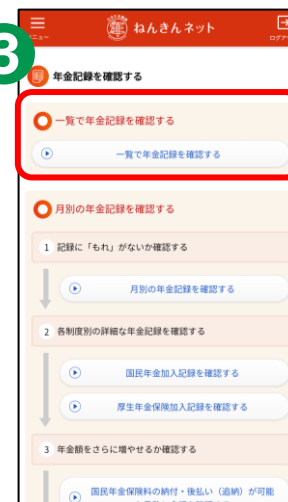 メニュー
ねんきんネット
3
年金記録を確認する
一覧で年金記録を確認する
一覧で年金記録を確認する
月別の年金記録を確認する
1 記録に「もれ」がないか確認する
月別の年金記録を確認する
2 各制度別の詳細な年金記録を確認する
国民年金加入記録を確認する
厚生年金保険加入記録を確認する
3 年金額をさらに増やせるか確認する
国民年金保険料の納付・後払い（追納）が可能